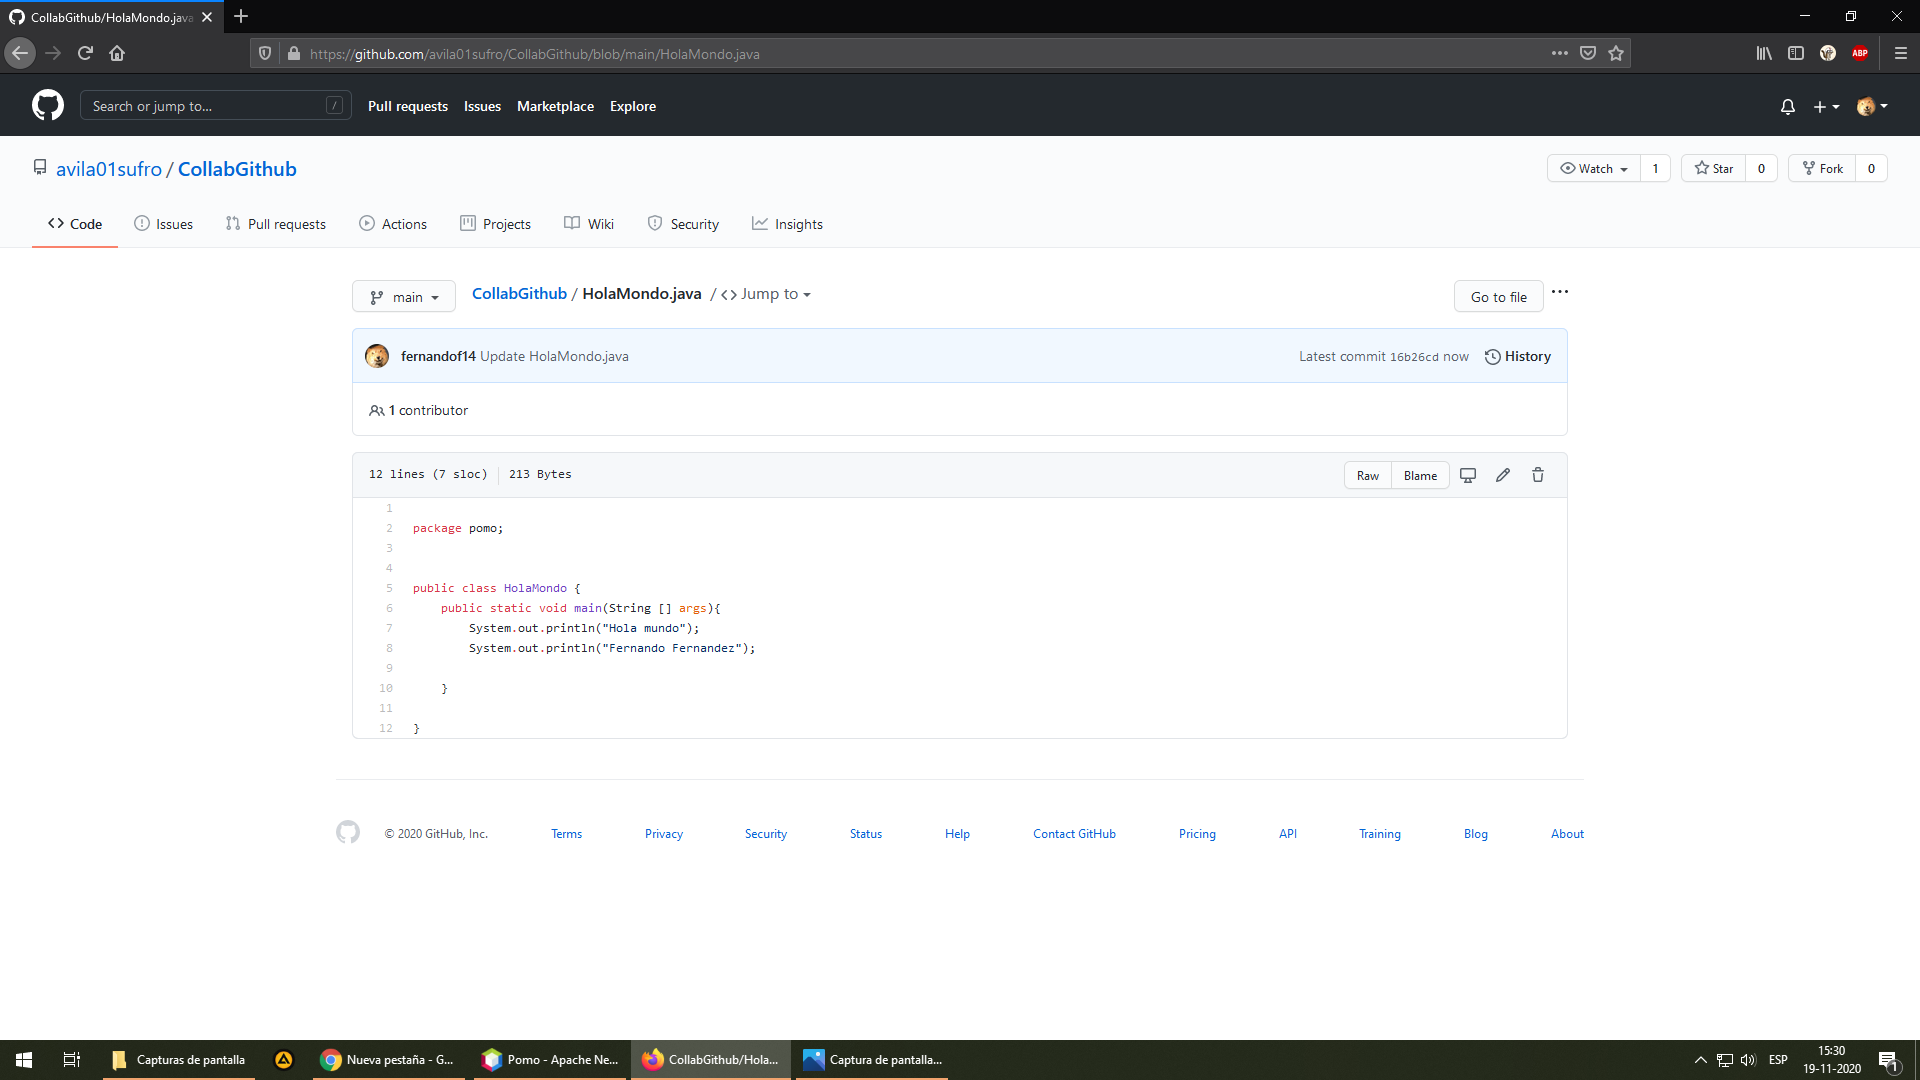 CollabGithub/HolaMondo.java
https://github.com/avila01sufro/CollabGithub/blob/main/HolaMondo.java
ABP
Search or jump to... /
Pull requests Issues Marketplace Explore
avila01sufro / CollabGithub
Watch 1 Star 0 Fork 0
Code Issues Pull requests Actions Projects Wiki Security Insights
main CollabGithub / HolaMondo.java / <> Jump to Go to file ...
fernandof14 Update HolaMondo.java Latest commit 16b26cd now History
1 contributor
12 lines (7 sloc) 213 Bytes Raw Blame
1
2 package pomo;
3
4
5 public class HolaMondo {
6 public static void main(String [] args){
7 System.out.println("Hola mundo");
8 System.out.println("Fernando Fernandez");
9
10 }
11
12 }
© 2020 GitHub, Inc. Terms Privacy Security Status Help Contact GitHub Pricing API Training Blog About
Capturas de pantalla Nueva pestaña - G... Pomo - Apache Ne... CollabGithub/Hola... Captura de pantalla... ESP 15:30
19-11-2020 1